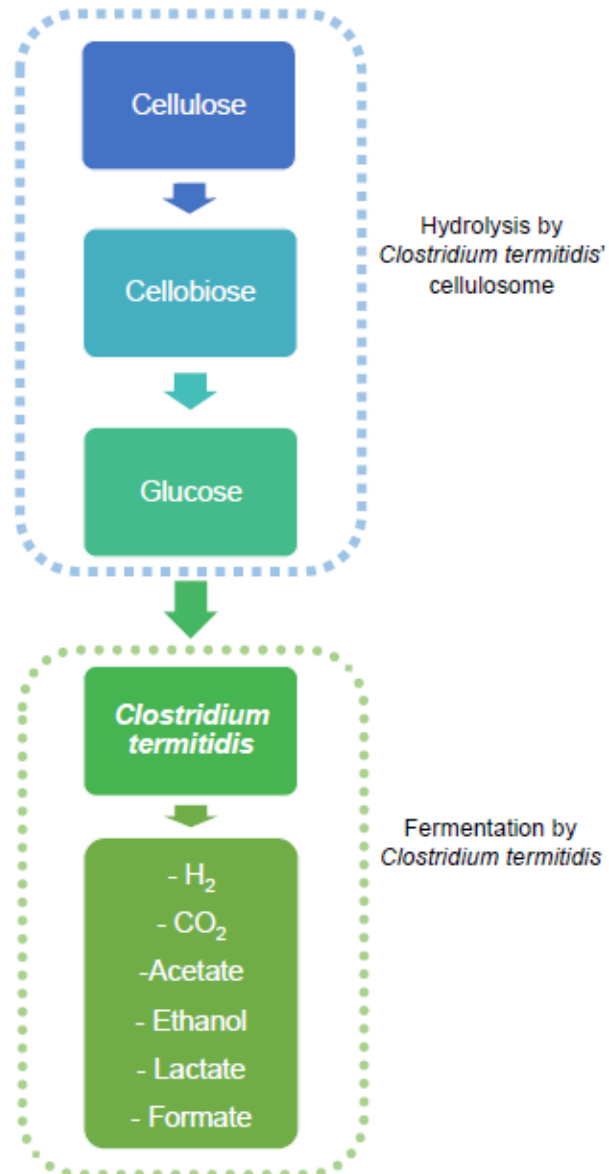 Cellulose
Cellobiose
Glucose
Hydrolysis by
Clostridium termitidis'
cellulosome
Clostridium
termitidis
- H₂
- CO₂
-Acetate
- Ethanol
- Lactate
- Formate
Fermentation by
Clostridium termitidis